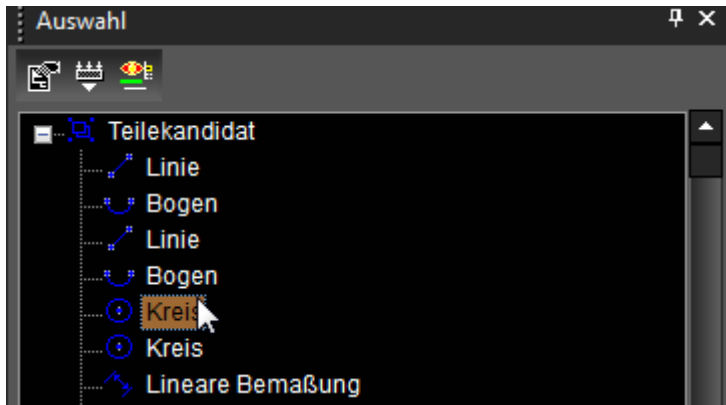 Auswahl
Teilekandidat
Linie
Bogen
Linie
Bogen
Kreis
Kreis
Lineare Bemaßung